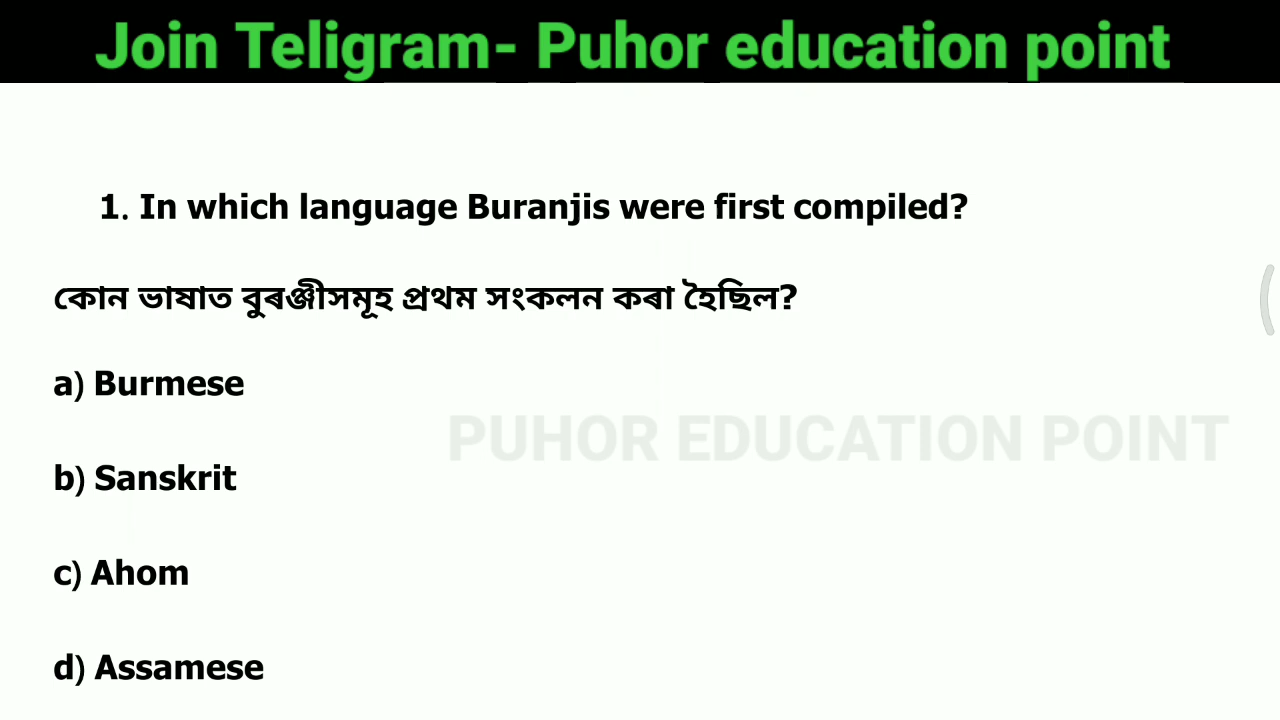 Join Teligram- Puhor education point
1. In which language Buranjis were first compiled?
কোন ভাষাত বুৰঞ্জীসমূহ প্ৰথম সংকলন কৰা হৈছিল?
a) Burmese
PUHOR EDUCATION POINT
b) Sanskrit
c) Ahom
d) Assamese